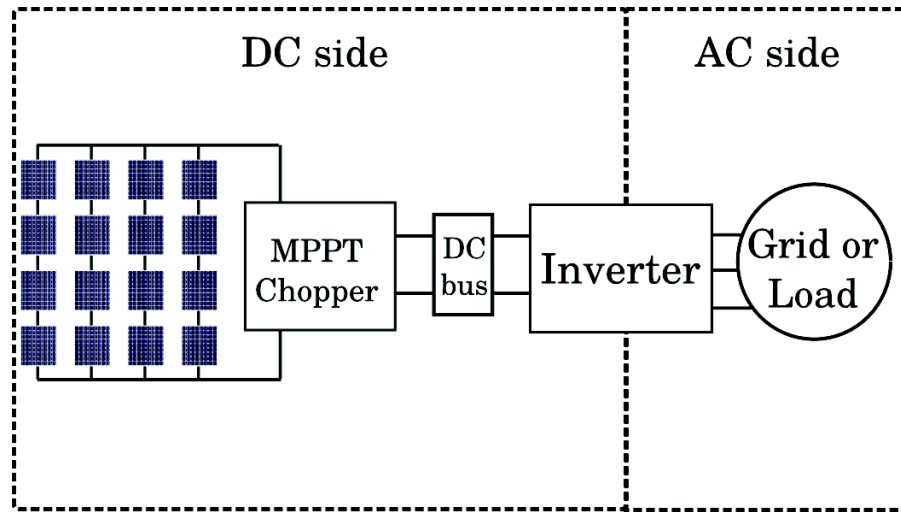 DC side
AC side
MPPT
Chopper
DC
bus
Inverter
Grid or
Load